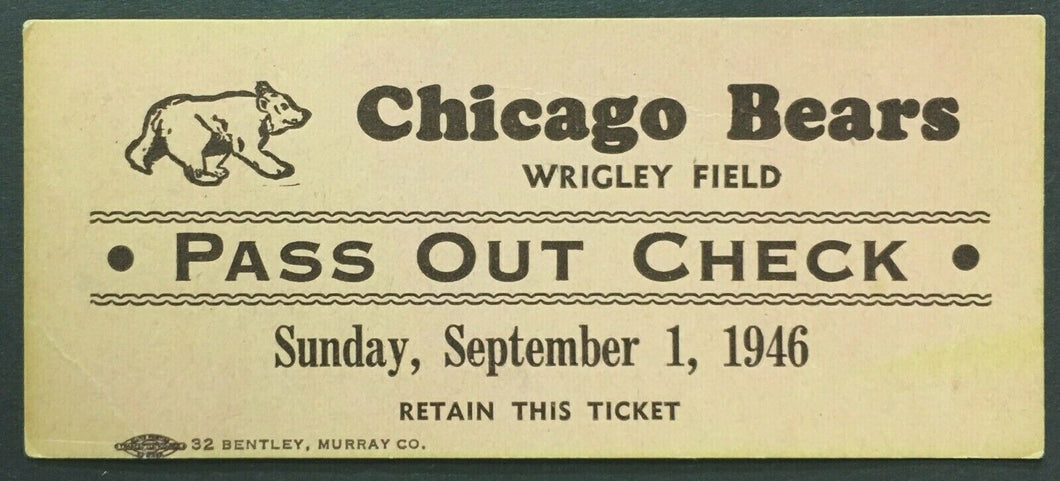 Chicago Bears
WRIGLEY FIELD
• PASS OUT CHECK •
Sunday, September 1, 1946
RETAIN THIS TICKET
32 BENTLEY, MURRAY CO.